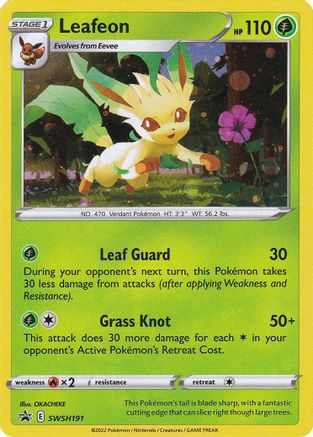 STAGE 1 Leafeon HP 110
Evolves from Eevee
NO. 470 Verdant Pokémon HT: 3'3" WT: 56.2 lbs.
Leaf Guard 30
During your opponent's next turn, this Pokémon takes
30 less damage from attacks (after applying Weakness and
Resistance).
Grass Knot 50+
This attack does 30 more damage for each in
your opponent's Active Pokémon's Retreat Cost.
weakness ×2 resistance retreat
Illus. OKACHEKE
E SWSH191
This Pokémon's tail is blade sharp, with a fantastic
cutting edge that can slice right though large trees.
©2022 Pokémon / Nintendo / Creatures / GAME FREAK